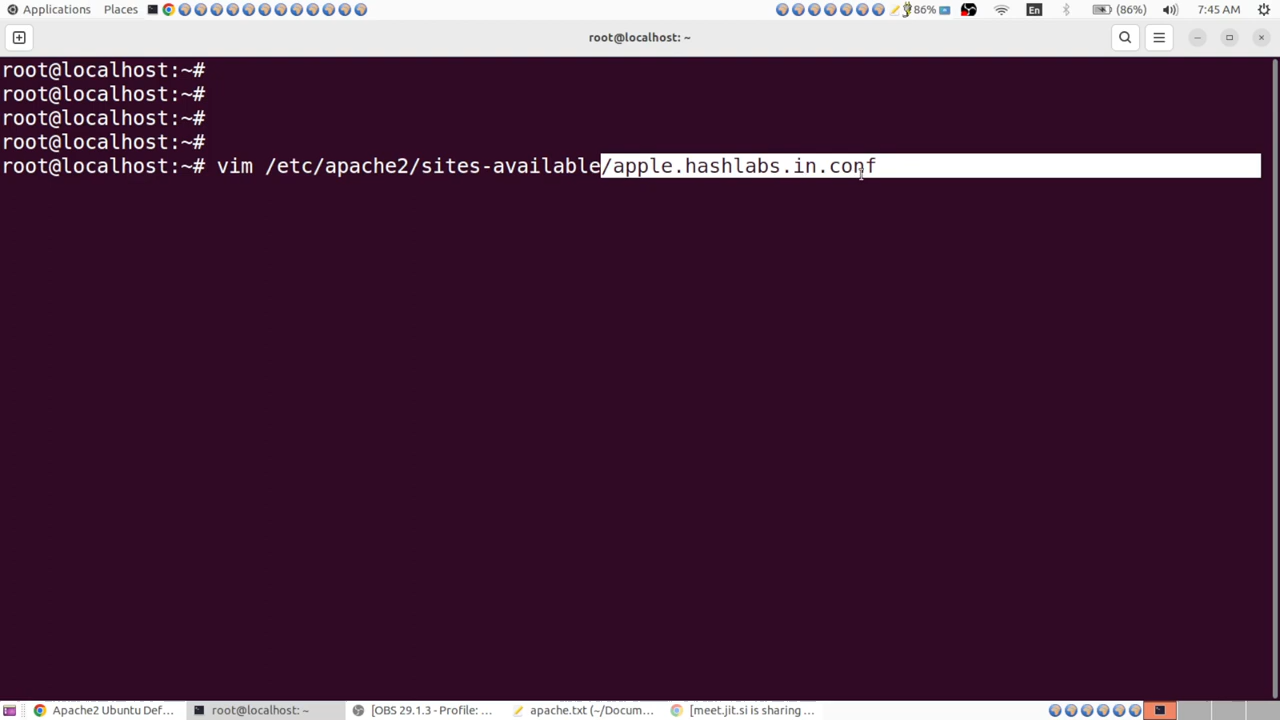 Applications Places 86% En (86%) 7:45 AM
root@localhost: ~
root@localhost:~#
root@localhost:~#
root@localhost:~#
root@localhost:~#
root@localhost:~# vim /etc/apache2/sites-available/apple.hashlabs.in.conf
Apache2 Ubuntu Def... root@localhost: ~ [OBS 29.1.3 - Profile: ... apache.txt (~/Docum... [meet.jit.si is sharing ...